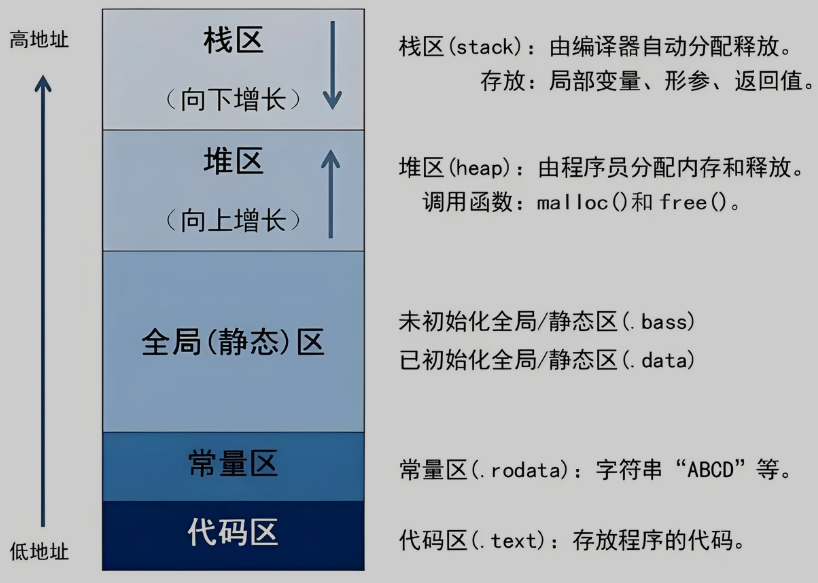 高地址
栈区
（向下增长）
栈区(stack)：由编译器自动分配释放。
存放：局部变量、形参、返回值。
堆区
（向上增长）
堆区(heap)：由程序员分配内存和释放。
调用函数：malloc()和 free()。
全局(静态)区
未初始化全局/静态区(.bass)
已初始化全局/静态区(.data)
常量区
常量区(.rodata)：字符串“ABCD”等。
代码区
代码区(.text)：存放程序的代码。
低地址